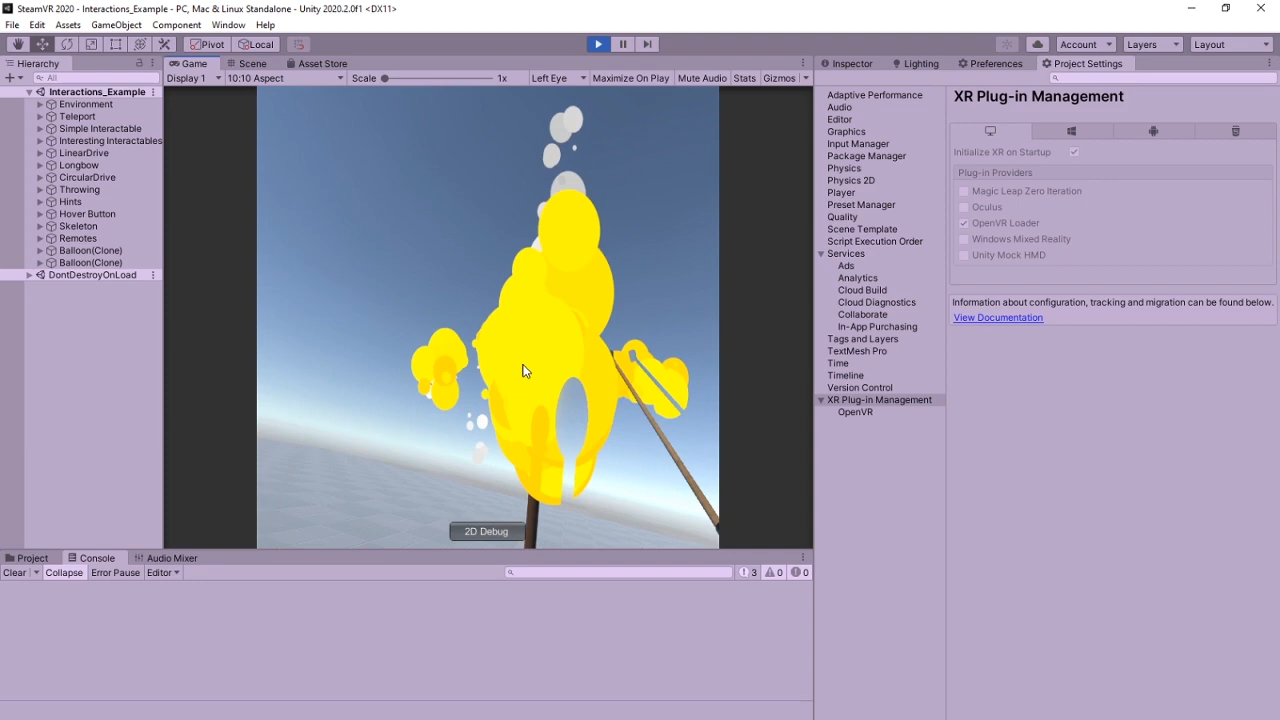 SteamVR 2020 - Interactions_Example - PC, Mac & Linux Standalone - Unity 2020.2.0f1 <DX11>
File Edit Assets GameObject Component Window Help
Pivot Local Account Layers Layout
Hierarchy
All
Interactions_Example
Environment
Teleport
Simple Interactable
Interesting Interactables
LinearDrive
Longbow
CircularDrive
Throwing
Hints
Hover Button
Skeleton
Remotes
Balloon(Clone)
Balloon(Clone)
DontDestroyOnLoad
Game Scene Asset Store
Display 1 10:10 Aspect Scale 1x Left Eye Maximize On Play Mute Audio Stats Gizmos
2D Debug
Project Console Audio Mixer
Clear Collapse Error Pause Editor 3 0 0
Inspector Lighting Preferences Project Settings
Adaptive Performance
Audio
Editor
Graphics
Input Manager
Package Manager
Physics
Physics 2D
Player
Preset Manager
Quality
Scene Template
Script Execution Order
Services
Ads
Analytics
Cloud Build
Cloud Diagnostics
Collaborate
In-App Purchasing
Tags and Layers
TextMesh Pro
Time
Timeline
Version Control
XR Plug-in Management
OpenVR
XR Plug-in Management
Initialize XR on Startup
Plug-in Providers
Magic Leap Zero Iteration
Oculus
OpenVR Loader
Windows Mixed Reality
Unity Mock HMD
Information about configuration, tracking and migration can be found below.
View Documentation